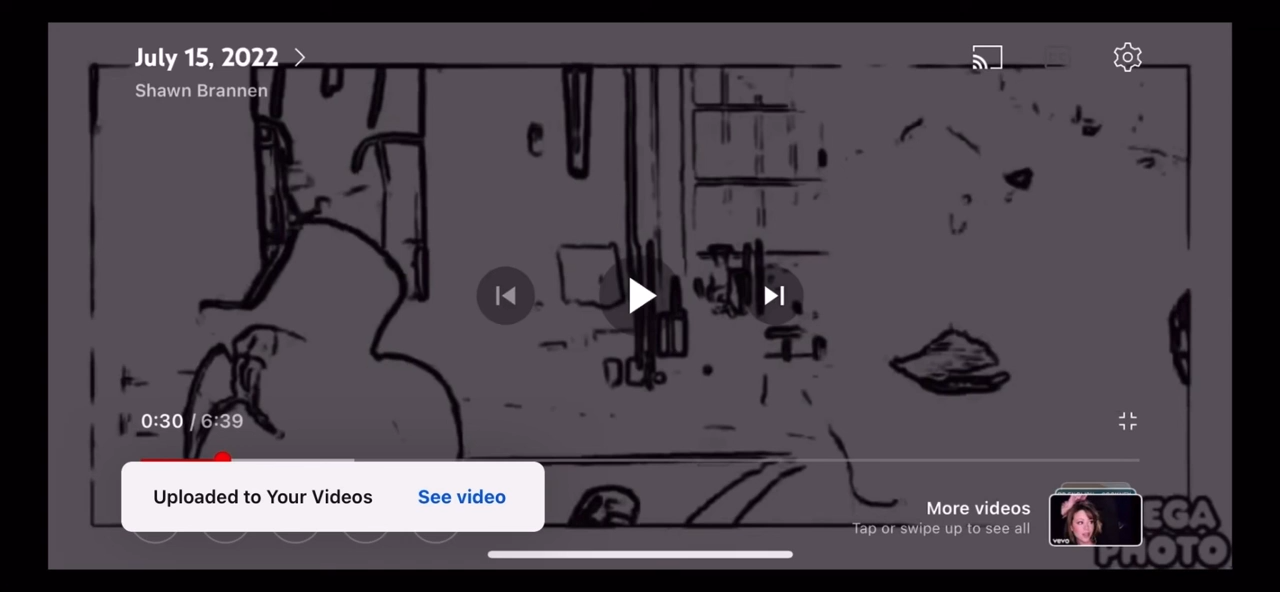 July 15, 2022
Shawn Brannen
0:30 / 6:39
Uploaded to Your Videos
See video
More videos
Tap or swipe up to see all
vevo
EGA
PHOTO